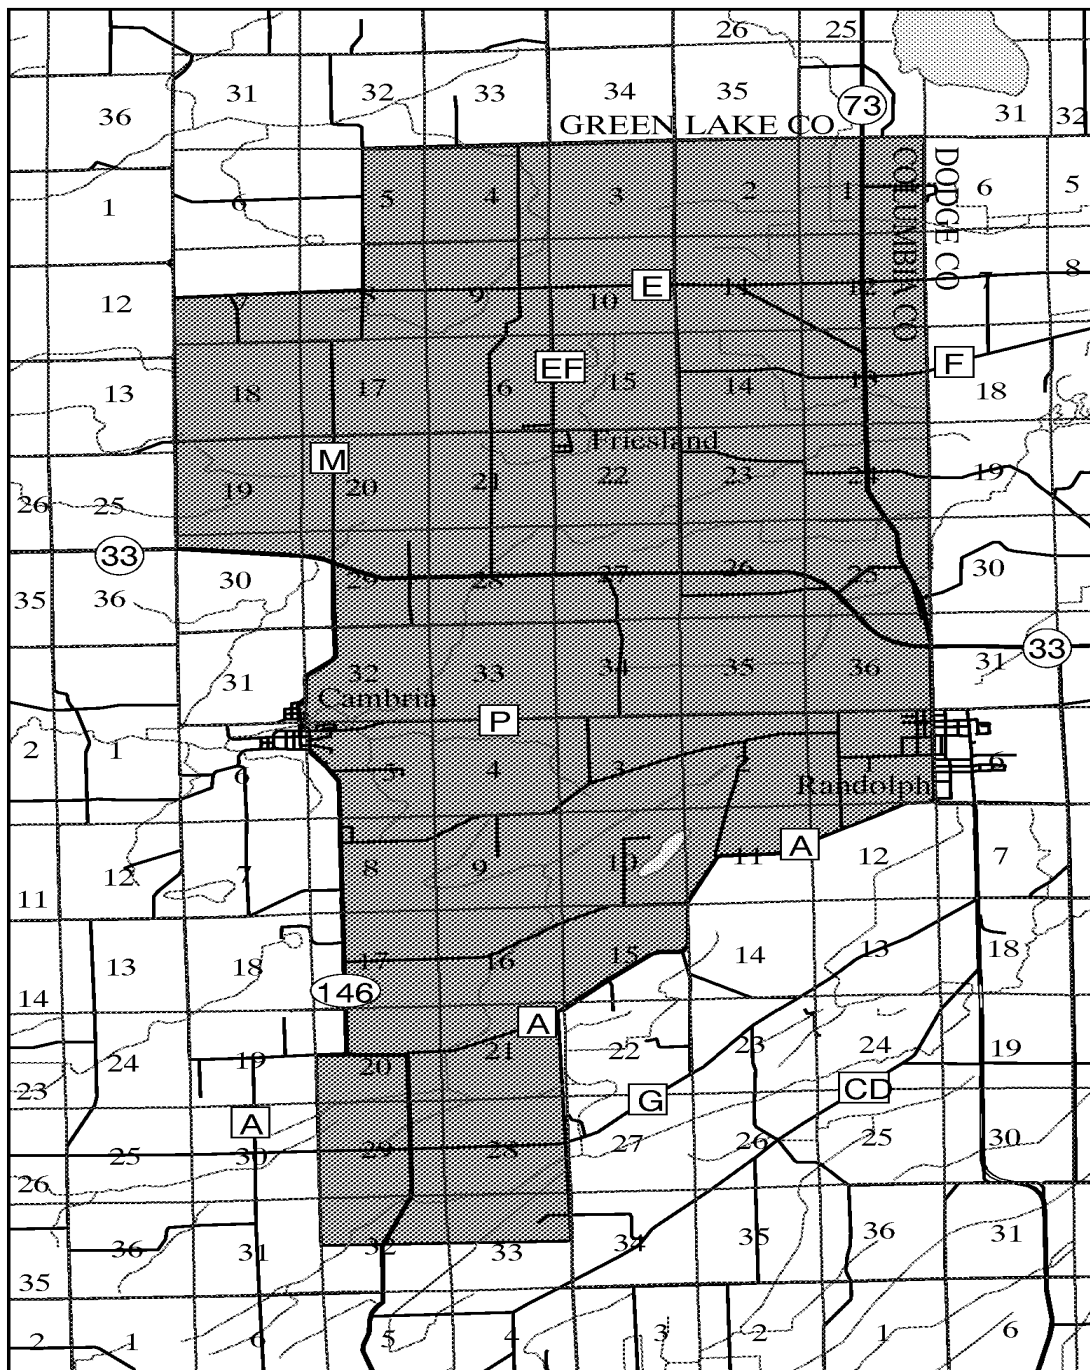 26 25
31 32 33 34 35
36 73 31 32
GREEN LAKE CO
DODGE CO
COLUMBIA CO
1 6 5 4 3 2 1 6 5
12 8 9 10 E 11 12 7 8
13 18 17 16 EF 15 14 13 F 18
Friesland
M
26 25 19 20 21 22 23 24 19
33
35 36 30 29 28 27 26 25 30
31 32 33 34 35 36 31 33
Cambria
P
2 1 6 5 4 3 2 1 6
Randolph
A
11 12 7 8 9 10 11 12 7
14 13 18 17 16 15 14 13 18
146
A
23 24 19 20 21 22 23 24 19
G CD
A
26 25 30 29 28 27 26 25 30
35 36 31 32 33 34 35 36 31
2 1 6 5 4 3 2 1 6